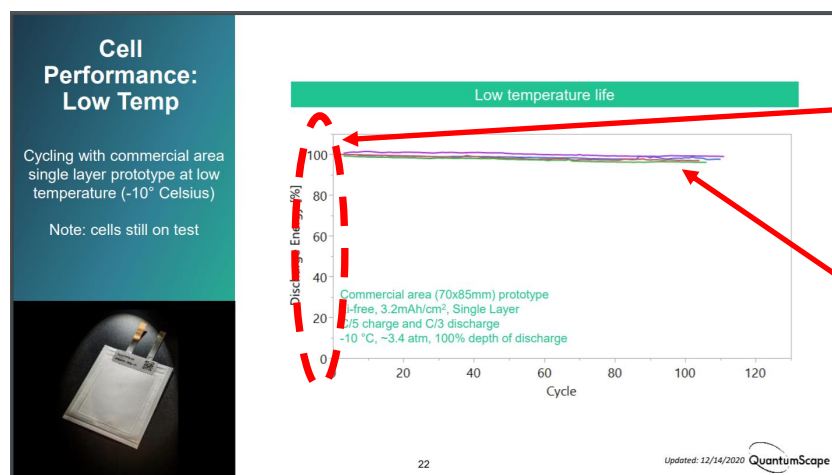 Cell
Performance:
Low Temp
Cycling with commercial area
single layer prototype at low
temperature (-10° Celsius)
Note: cells still on test
Low temperature life
Discharge Energy [%]
100
80
60
40
20
0
Commercial area (70x85mm) prototype
3.2mAh/cm², Single Layer
C/5 charge and C/3 discharge
-10 °C, ~3.4 atm, 100% depth of discharge
20
40
60
80
100
120
Cycle
22
Updated: 12/14/2020
QuantumScape